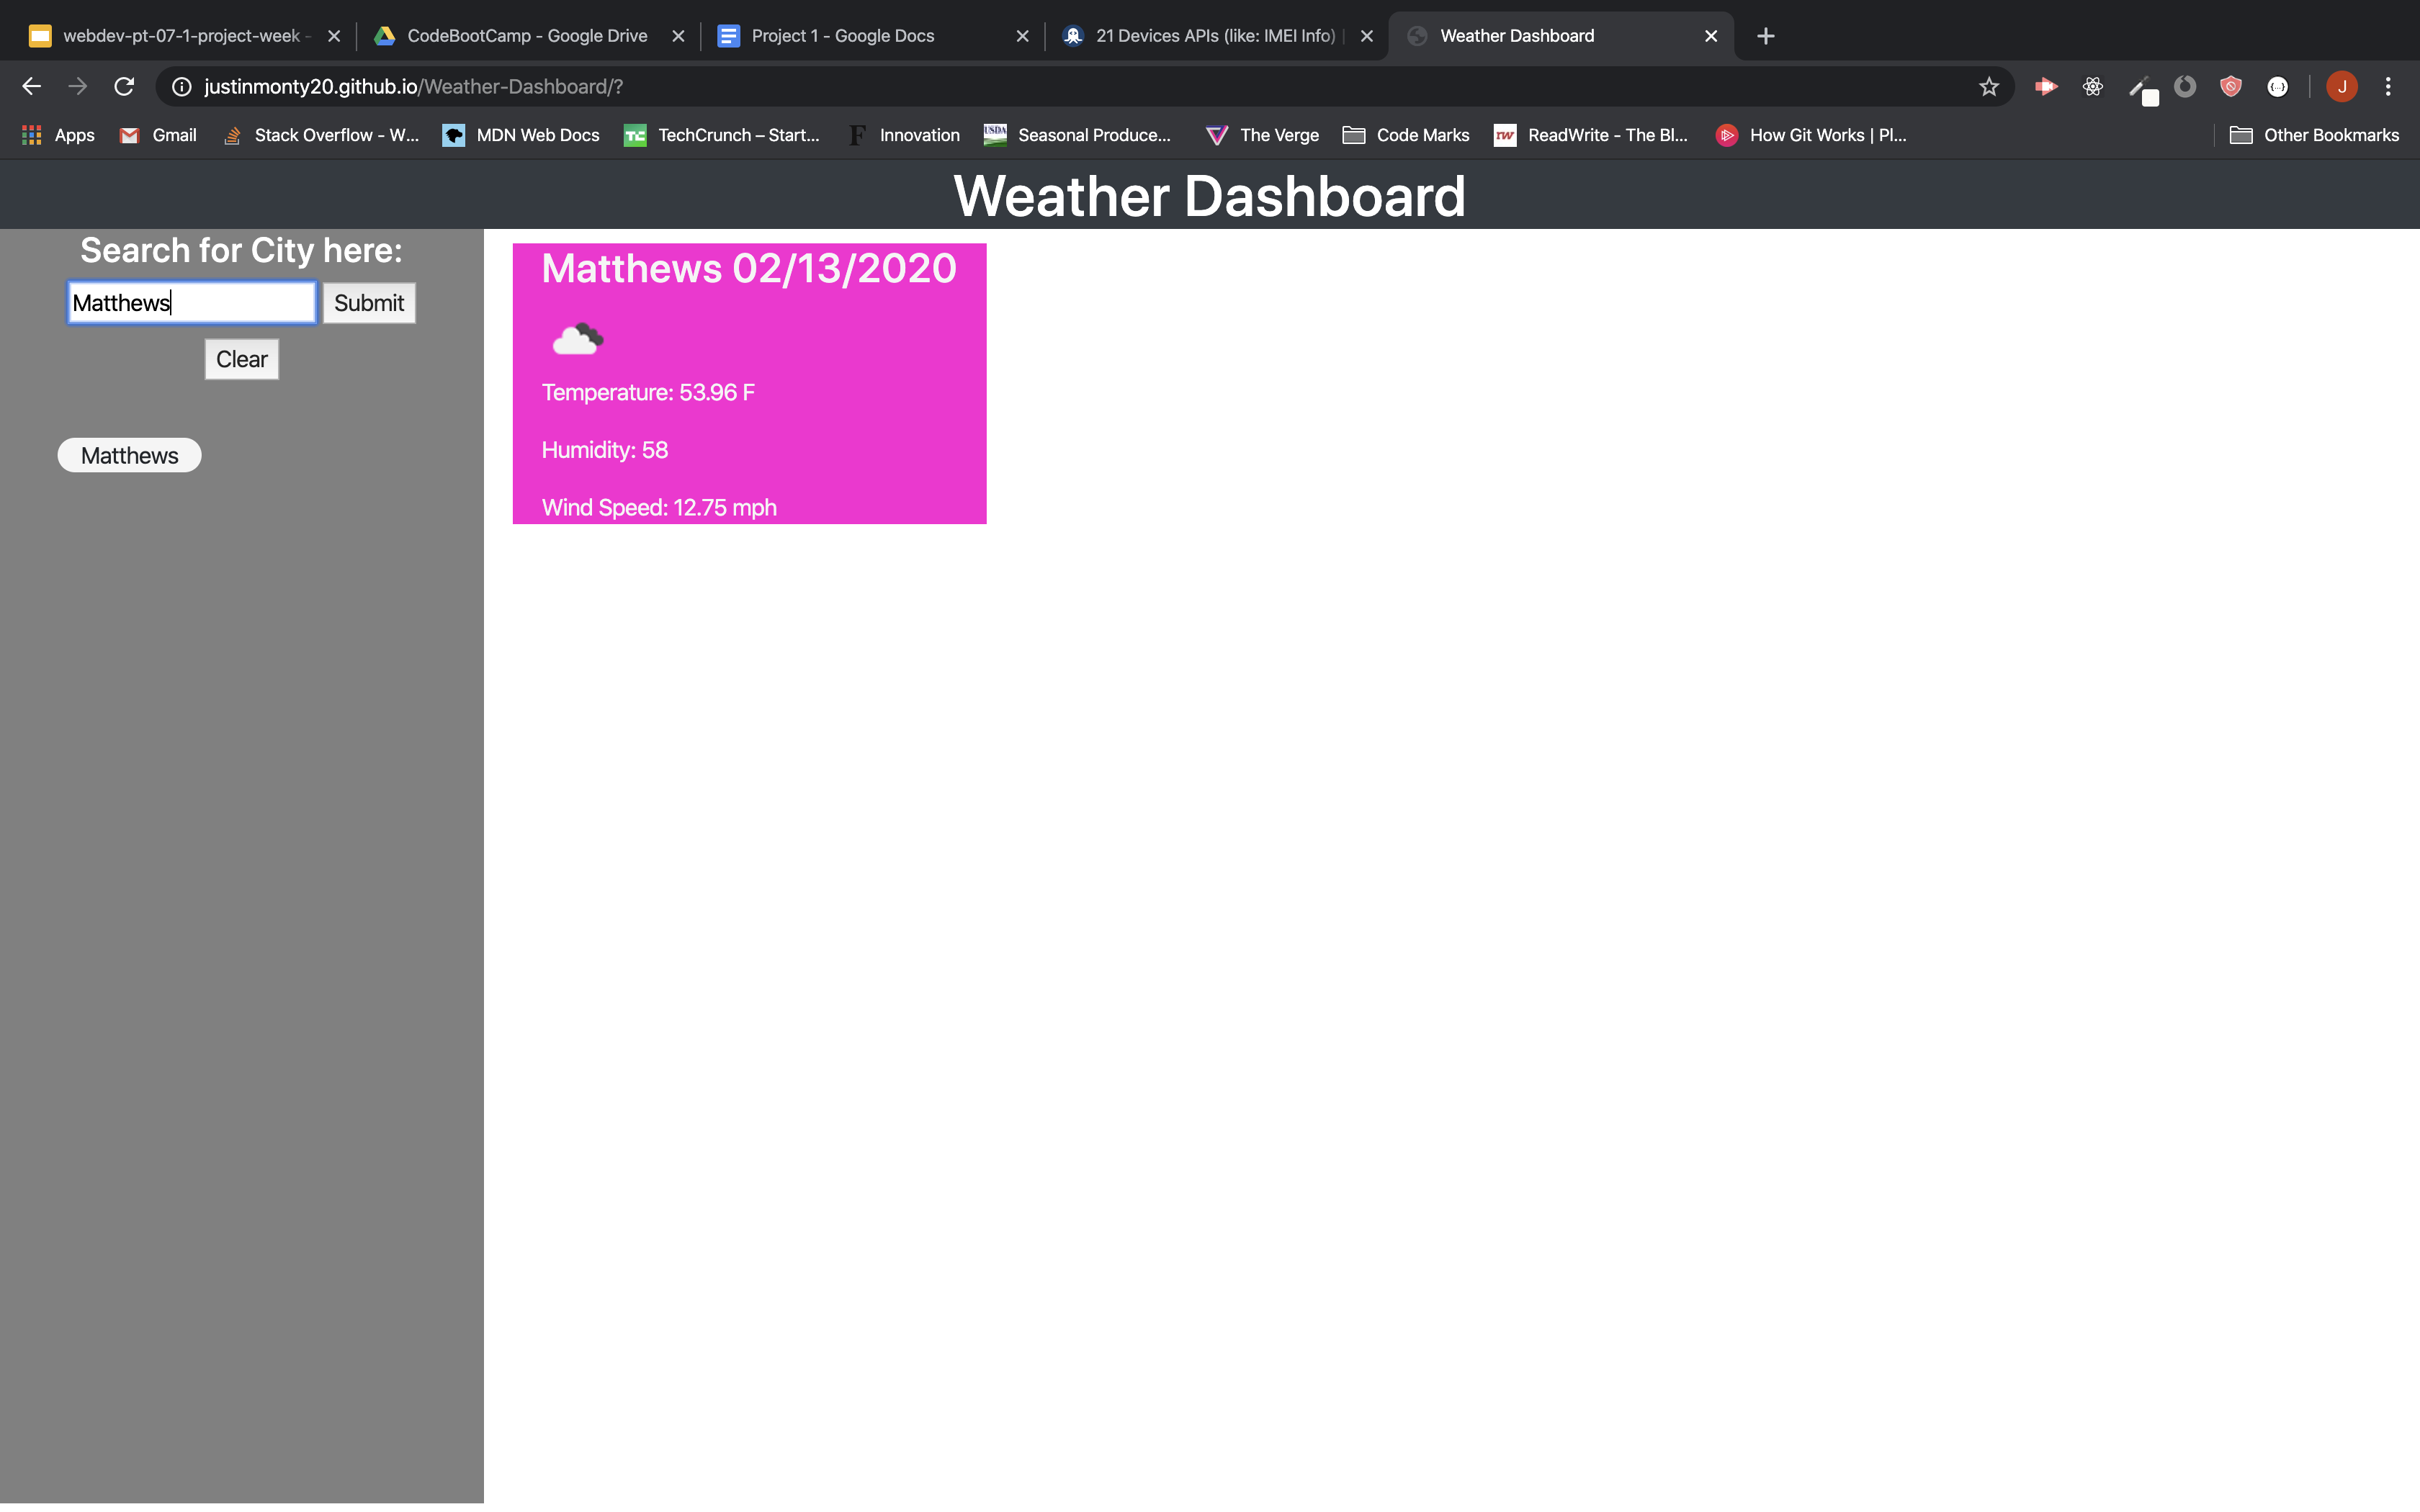 webdev-pt-07-1-project-week -
CodeBootCamp - Google Drive
Project 1 - Google Docs
21 Devices APIs (like: IMEI Info) |
Weather Dashboard
justinmonty20.github.io/Weather-Dashboard/?
J
Apps
Gmail
Stack Overflow - W...
MDN Web Docs
TC TechCrunch – Start...
F Innovation
USDA Seasonal Produce...
The Verge
Code Marks
rw ReadWrite - The Bl...
How Git Works | Pl...
Other Bookmarks
Weather Dashboard
Search for City here:
Matthews
Submit
Clear
Matthews
Matthews 02/13/2020
Temperature: 53.96 F
Humidity: 58
Wind Speed: 12.75 mph